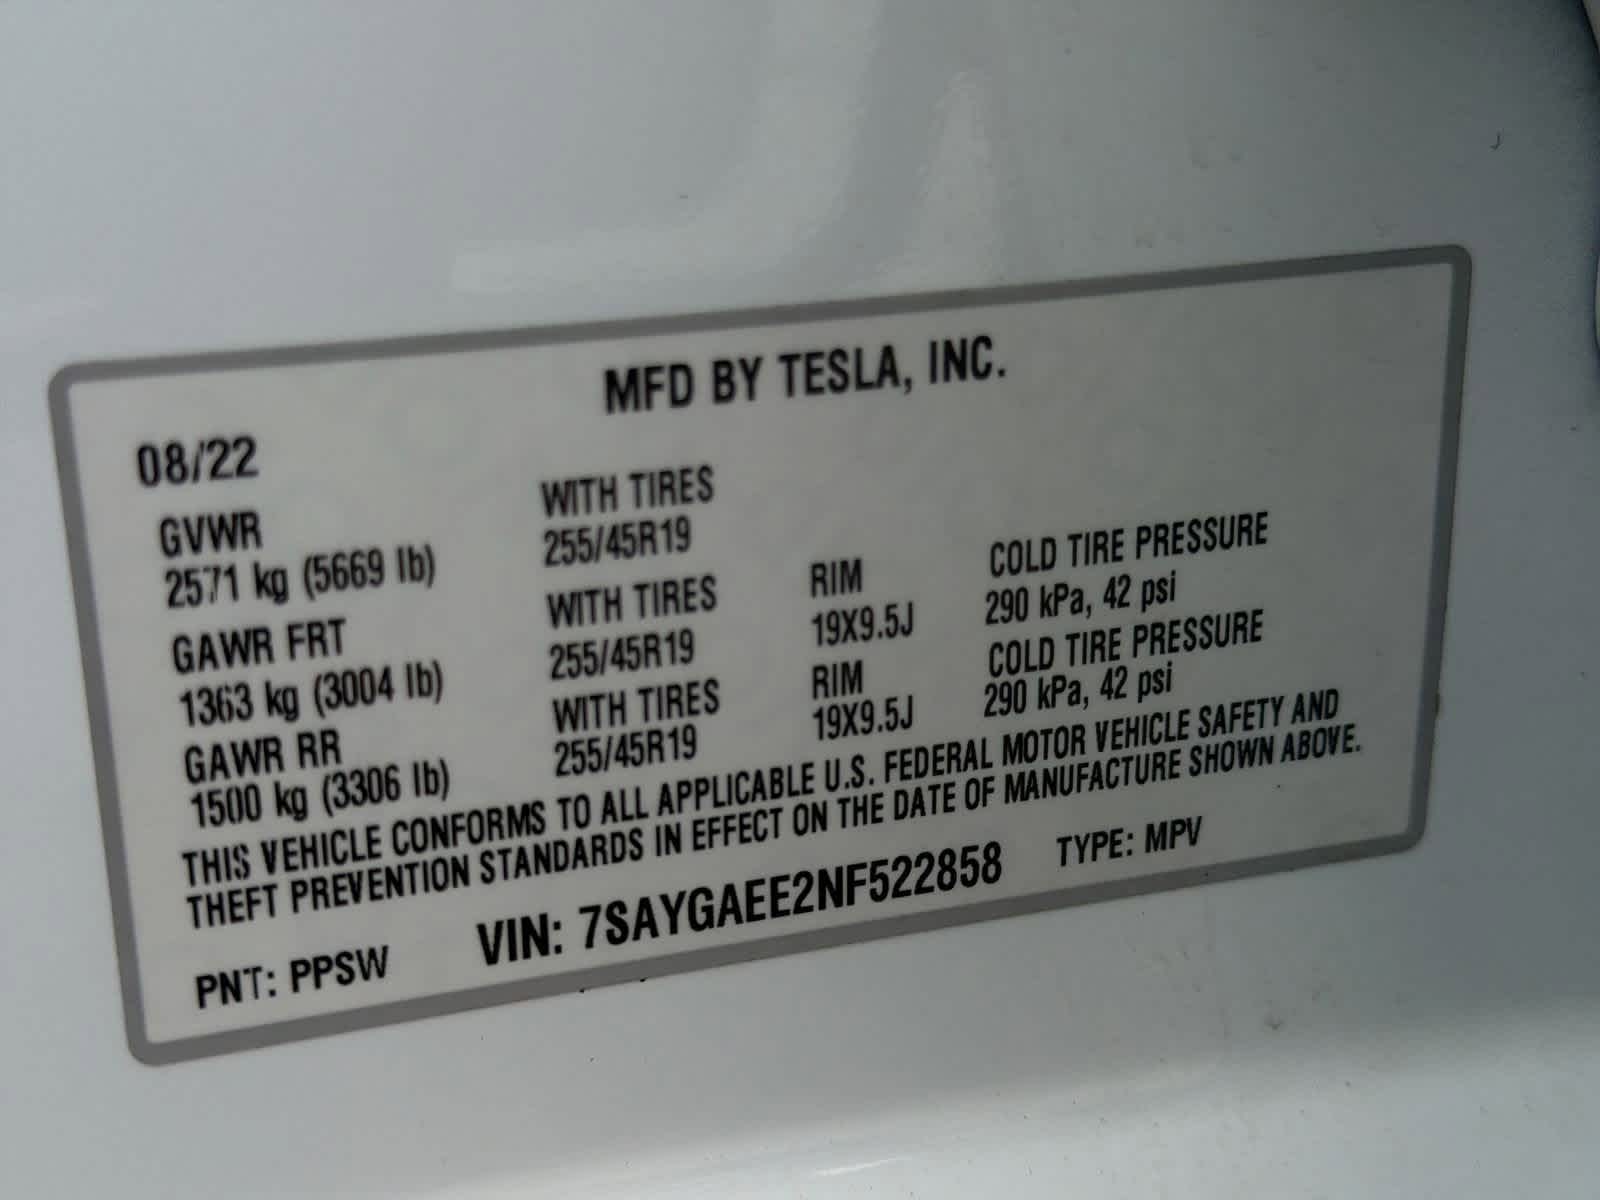 MFD BY TESLA, INC.
08/22
GVWR WITH TIRES
2571 kg (5669 lb) 255/45R19
GAWR FRT WITH TIRES RIM COLD TIRE PRESSURE
1363 kg (3004 lb) 255/45R19 19X9.5J 290 kPa, 42 psi
GAWR RR WITH TIRES RIM COLD TIRE PRESSURE
1500 kg (3306 lb) 255/45R19 19X9.5J 290 kPa, 42 psi
THIS VEHICLE CONFORMS TO ALL APPLICABLE U.S. FEDERAL MOTOR VEHICLE SAFETY AND
THEFT PREVENTION STANDARDS IN EFFECT ON THE DATE OF MANUFACTURE SHOWN ABOVE.
PNT: PPSW VIN: 7SAYGAEE2NF522858 TYPE: MPV